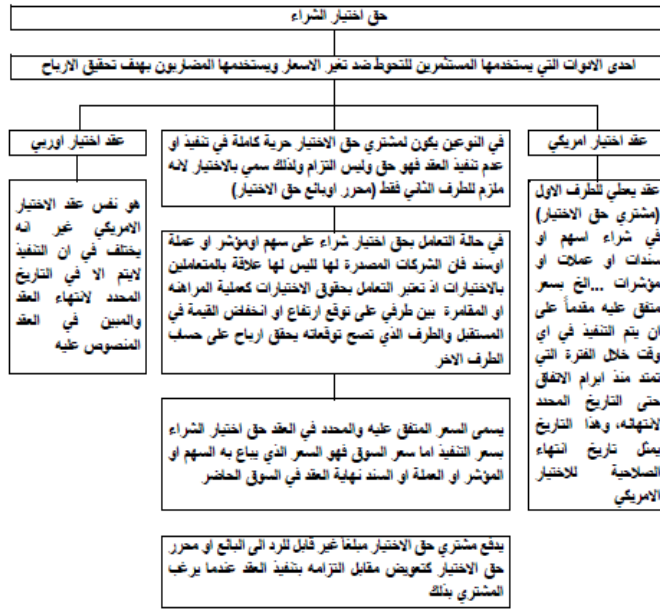 حق اختيار الشراء
احدى الادوات التي يستخدمها المستثمرين للتحوط ضد تغير الاسعار ويستخدمها المضاربون بهدف تحقيق الارباح
عقد اختيار امريكي
عقد يعطي للطرف الاول
(مشتري حق الاختيار)
في شراء اسهم او
سندات او عملات او
مؤشرات ...الخ بسعر
متفق عليه مقدماً على
ان يتم التنفيذ في اي
وقت خلال الفترة التي
تمتد منذ ابرام الاتفاق
حتى التاريخ المحدد
لانتهائه، وهذا التاريخ
يمثل تاريخ انتهاء
الصلاحية للاختيار
الامريكي
في النوعين يكون لمشتري حق الاختيار حرية كاملة في تنفيذ او
عدم تنفيذ العقد فهو حق وليس التزام ولذلك سمي بالاختيار لانه
ملزم للطرف الثاني فقط (محرر اوبائع حق الاختيار)
في حالة التعامل بحق اختيار شراء على سهم اومؤشر او عملة
اوسند فان الشركات المصدرة لها لليس لها علاقة بالمتعاملين
بالاختيارات اذ تعتبر التعامل بحقوق الاختيارات كعملية المراهنه
او المقامرة بين طرفي على توقع ارتفاع او انخفاض القيمة في
المستقبل والطرف الذي تصح توقعاته يحقق ارباح على حساب
الطرف الاخر
يسمى السعر المتفق عليه والمحدد في العقد حق اختيار الشراء
بسعر التنفيذ اما سعر السوق فهو السعر الذي يباع به السهم او
المؤشر او العملة او السند نهاية العقد في السوق الحاضر
يدفع مشتري حق الاختيار مبلغاً غير قابل للرد الى البائع او محرر
حق الاختيار كتعويض مقابل التزامه بتنفيذ العقد عندما يرغب
المشتري بذلك
عقد اختيار اوربي
هو نفس عقد الاختيار
الامريكي غير انه
يختلف في ان التنفيذ
لايتم الا في التاريخ
المحدد لانتهاء العقد
والمبين في العقد
المنصوص عليه